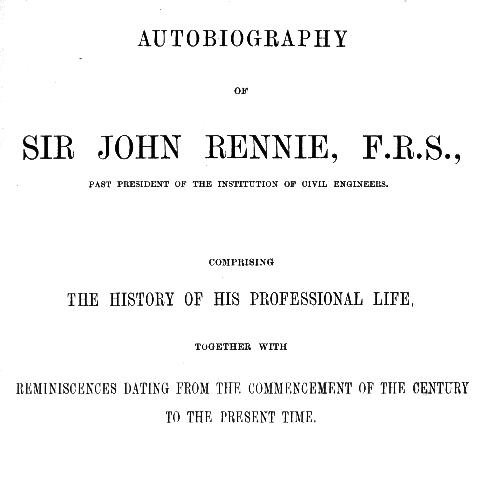 AUTOBIOGRAPHY
OF
SIR JOHN RENNIE, F.R.S.,
PAST PRESIDENT OF THE INSTITUTION OF CIVIL ENGINEERS.
COMPRISING
THE HISTORY OF HIS PROFESSIONAL LIFE,
TOGETHER WITH
REMINISCENCES DATING FROM THE COMMENCEMENT OF THE CENTURY
TO THE PRESENT TIME.